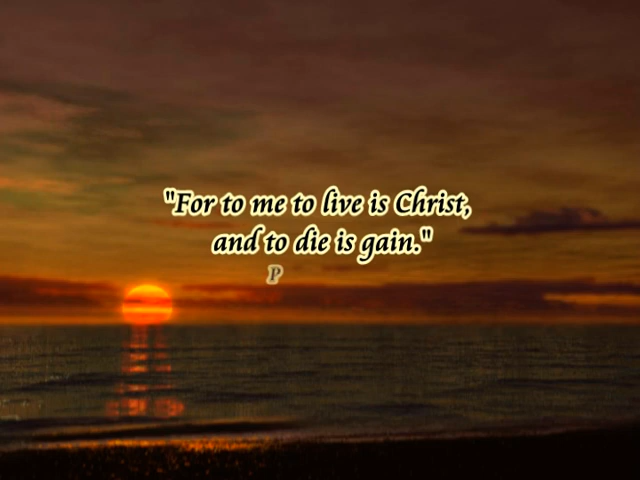 "For to me to live is Christ,
and to die is gain."
P